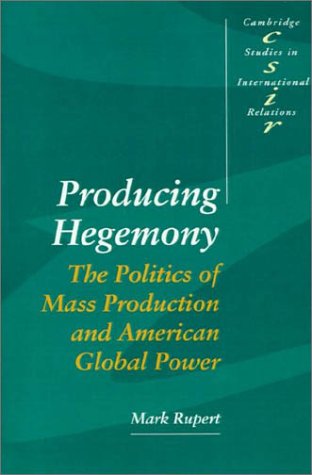 Cambridge
c
Studies in
s
International
i
Relations
r
Producing
Hegemony
The Politics of
Mass Production
and American
Global Power
Mark Rupert